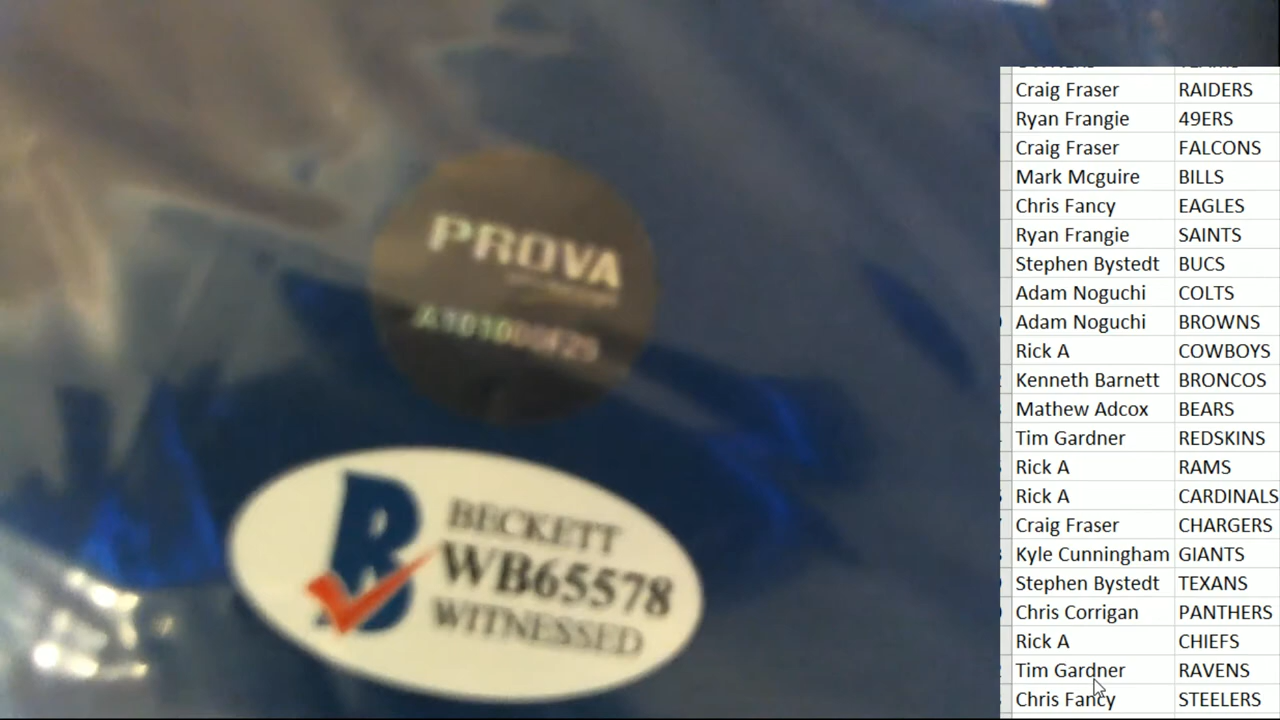 PROVA
BECKETT
WB65578
WITNESSED
Craig Fraser RAIDERS
Ryan Frangie 49ERS
Craig Fraser FALCONS
Mark Mcguire BILLS
Chris Fancy EAGLES
Ryan Frangie SAINTS
Stephen Bystedt BUCS
Adam Noguchi COLTS
Adam Noguchi BROWNS
Rick A COWBOYS
Kenneth Barnett BRONCOS
Mathew Adcox BEARS
Tim Gardner REDSKINS
Rick A RAMS
Rick A CARDINALS
Craig Fraser CHARGERS
Kyle Cunningham GIANTS
Stephen Bystedt TEXANS
Chris Corrigan PANTHERS
Rick A CHIEFS
Tim Gardner RAVENS
Chris Fancy STEELERS